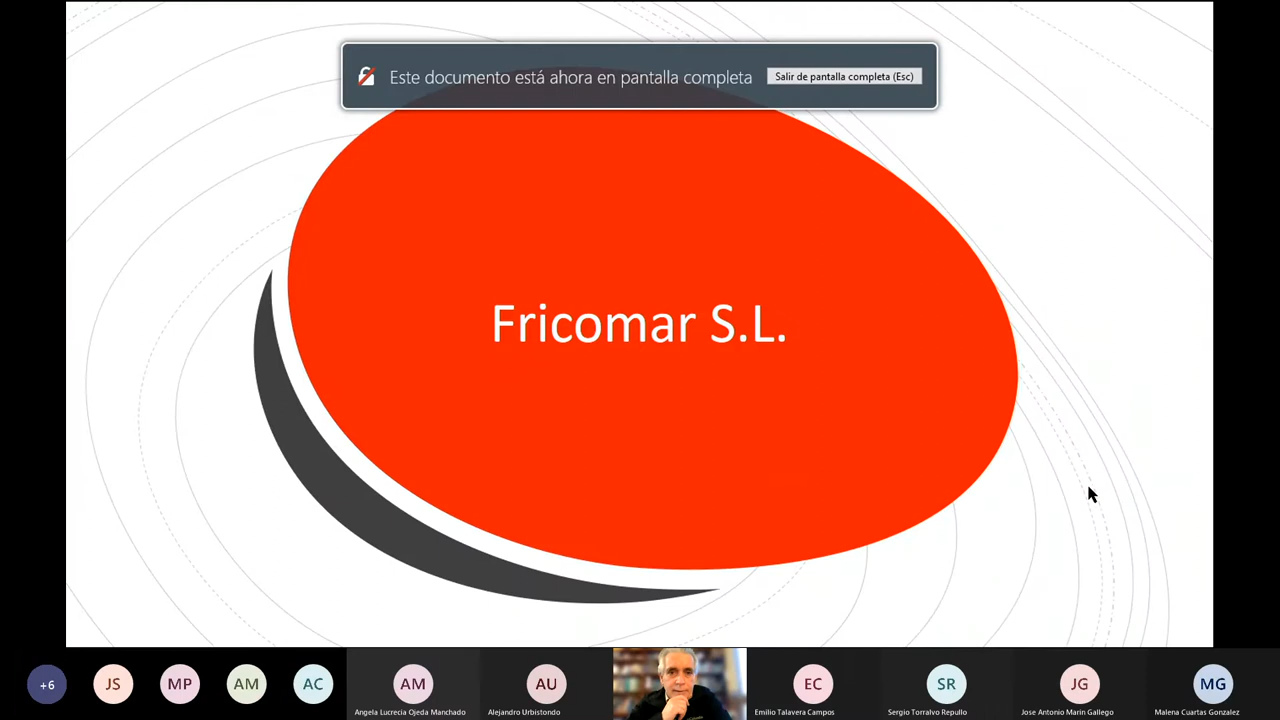 Este documento está ahora en pantalla completa
Salir de pantalla completa (Esc)
Fricomar S.L.
+6
JS
MP
AM
AC
AM
Angela Lucrecia Ojeda Manchado
AU
Alejandro Urbistondo
EC
Emilio Talavera Campos
SR
Sergio Torralvo Repullo
JG
Jose Antonio Marin Gallego
MG
Malena Cuartas Gonzalez